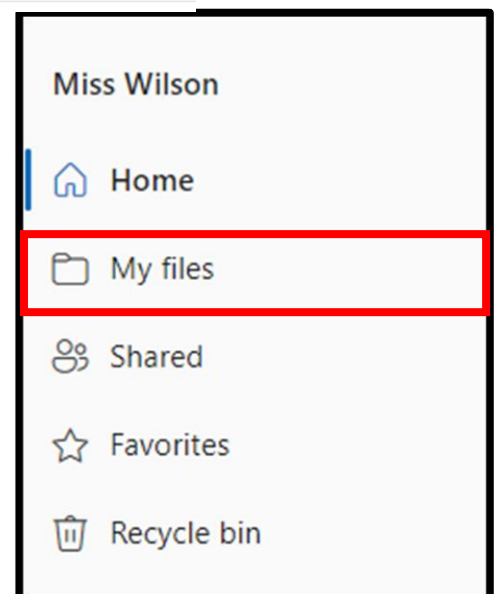 Miss Wilson
Home
My files
Shared
Favorites
Recycle bin